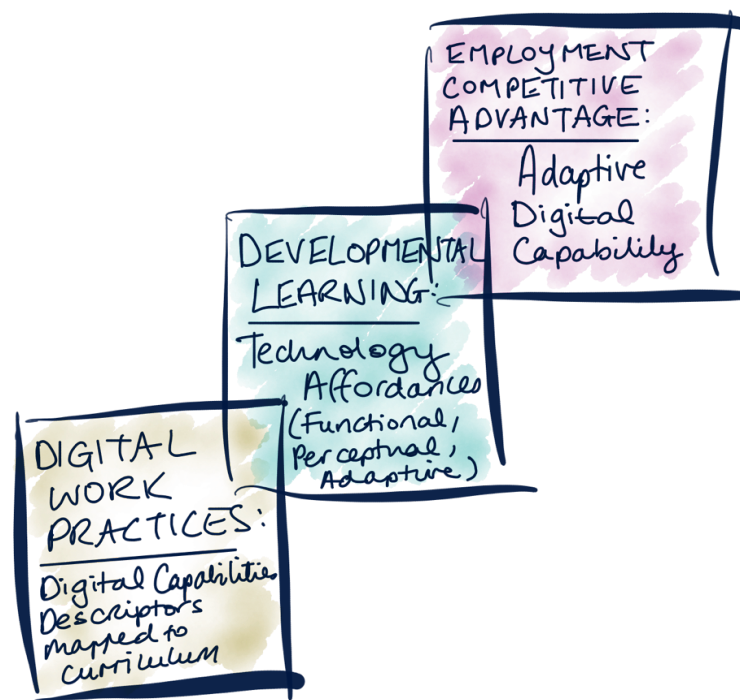 EMPLOYMENT
COMPETITIVE
ADVANTAGE:
Adaptive
Digital
Capability
DEVELOPMENTAL
LEARNING:
Technology
Affordances
(Functional,
Perceptual,
Adaptive)
DIGITAL
WORK
PRACTICES:
Digital Capabilities
Descriptors
mapped to
curriculum